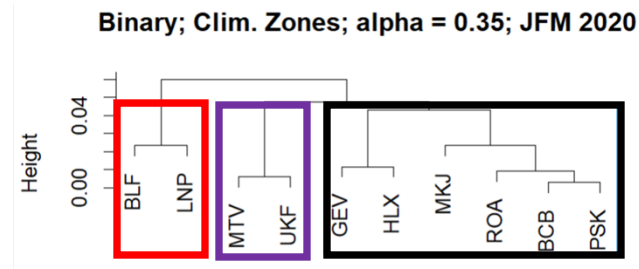 Binary; Clim. Zones; alpha = 0.35; JFM 2020
Height
0.04
0.00
BLF
LNP
MTV
UKF
GEV
HLX
MKJ
ROA
BCB
PSK